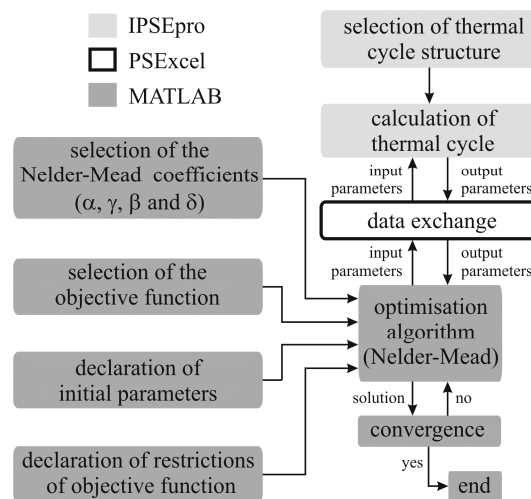 IPSEpro
PSExcel
MATLAB
selection of thermal
cycle structure
calculation of
thermal cycle
input
parameters
output
parameters
data exchange
input
parameters
output
parameters
selection of the
Nelder-Mead coefficients
(α, γ, β and δ)
selection of the
objective function
declaration of
initial parameters
declaration of restrictions
of objective function
optimisation
algorithm
(Nelder-Mead)
solution
no
convergence
yes
end